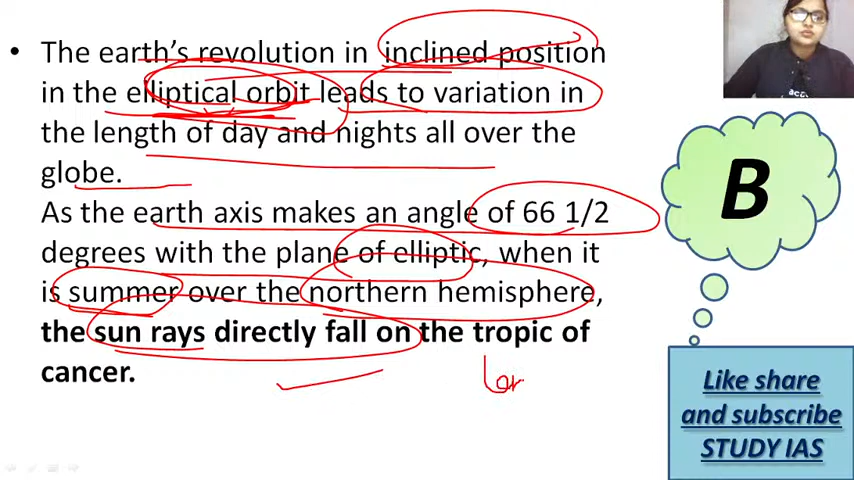 • The earth's revolution in inclined position
in the elliptical orbit leads to variation in
the length of day and nights all over the
globe.
As the earth axis makes an angle of 66 1/2
degrees with the plane of elliptic, when it
is summer over the northern hemisphere,
the sun rays directly fall on the tropic of
cancer.
B
Like share
and subscribe
STUDY IAS